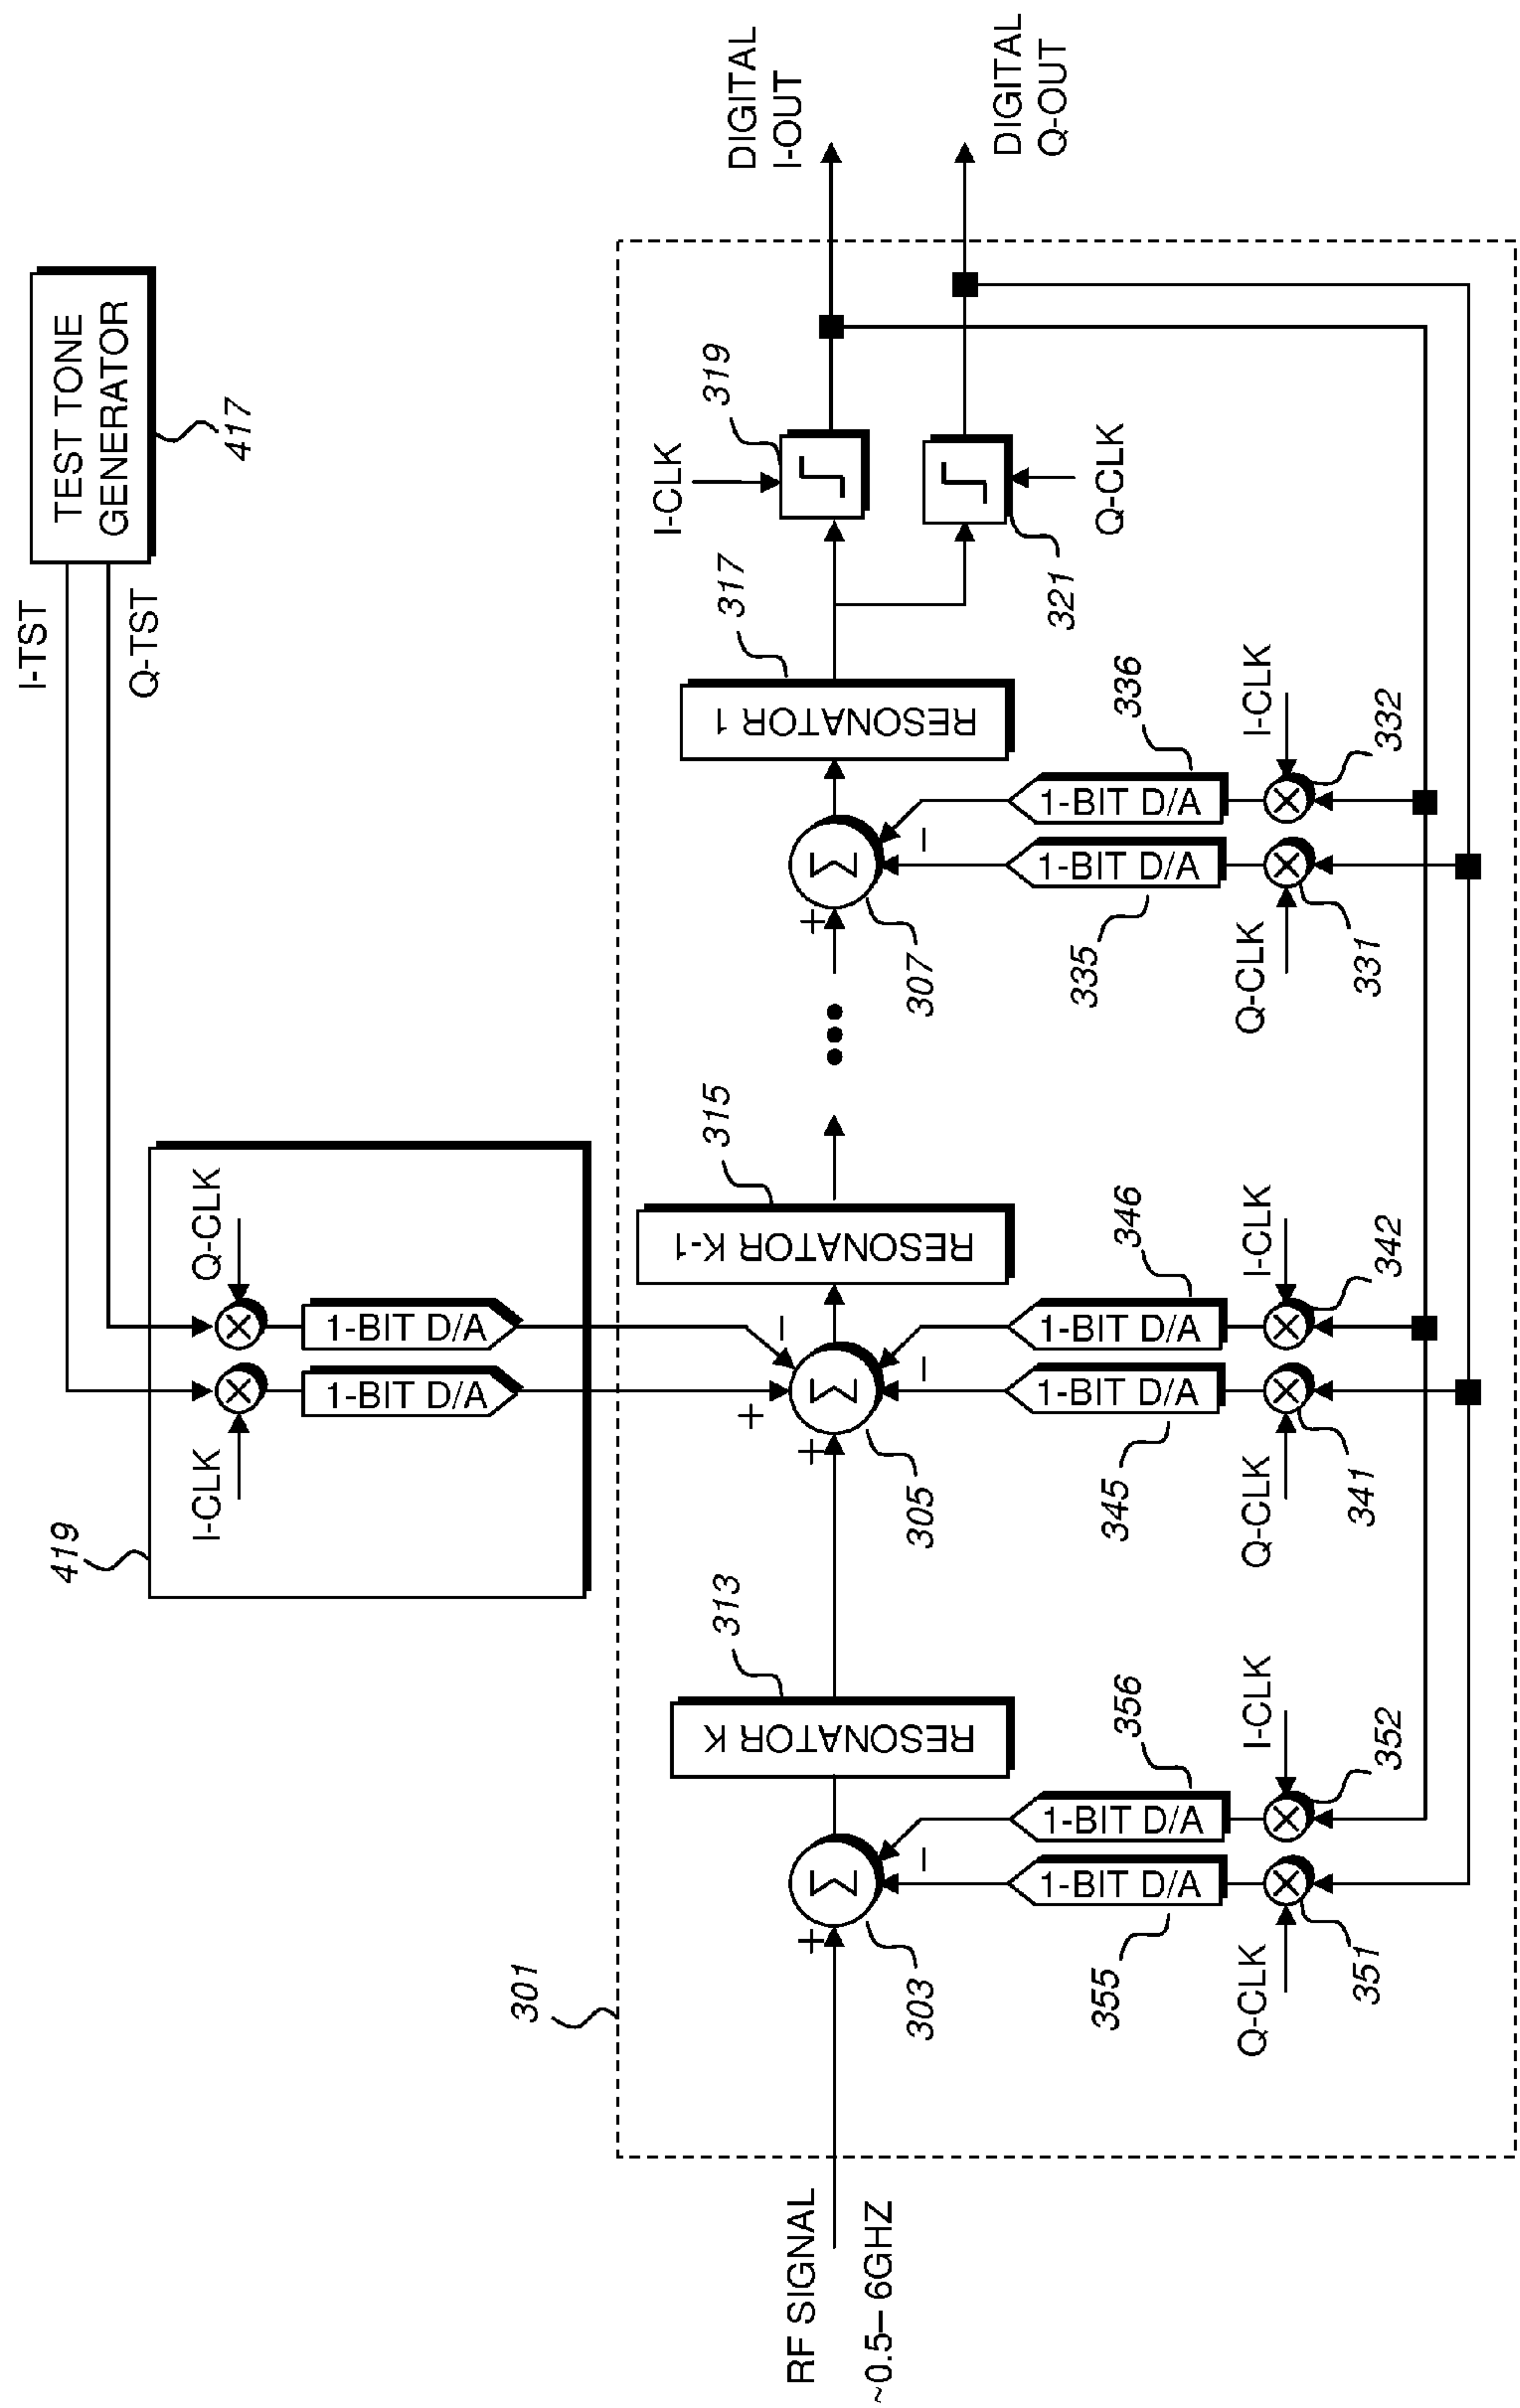 TEST TONE
GENERATOR
417
I-TST
Q-TST
419
I-CLK
Q-CLK
1-BIT D/A
1-BIT D/A
301
RF SIGNAL
~0.5– 6GHZ
+
Σ
303
RESONATOR K
313
+
+
–
Σ
305
RESONATOR K-1
315
+
Σ
307
RESONATOR 1
317
I-CLK
319
321
Q-CLK
DIGITAL
I-OUT
DIGITAL
Q-OUT
–
1-BIT D/A
355
1-BIT D/A
356
Q-CLK
351
I-CLK
352
–
1-BIT D/A
345
1-BIT D/A
346
Q-CLK
341
I-CLK
342
–
1-BIT D/A
335
1-BIT D/A
336
Q-CLK
331
I-CLK
332